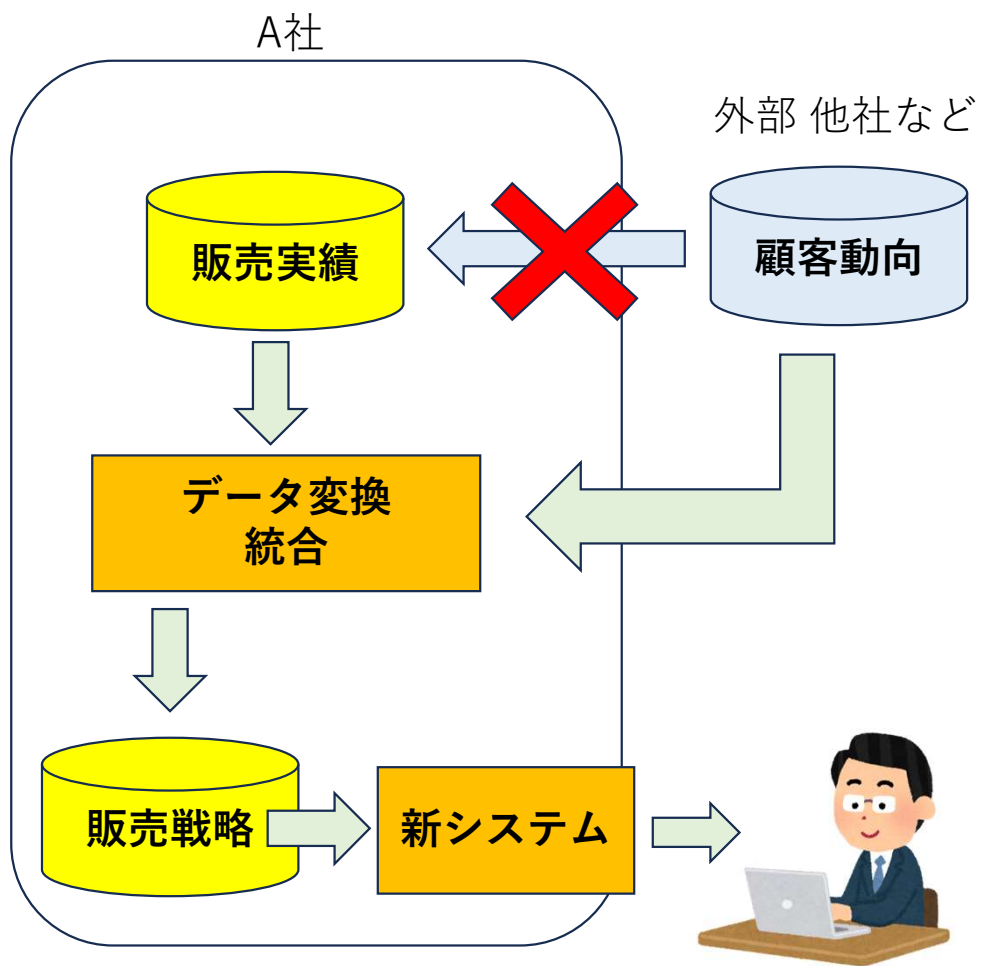 A社
外部 他社など
販売実績
顧客動向
データ変換
統合
販売戦略
新システム